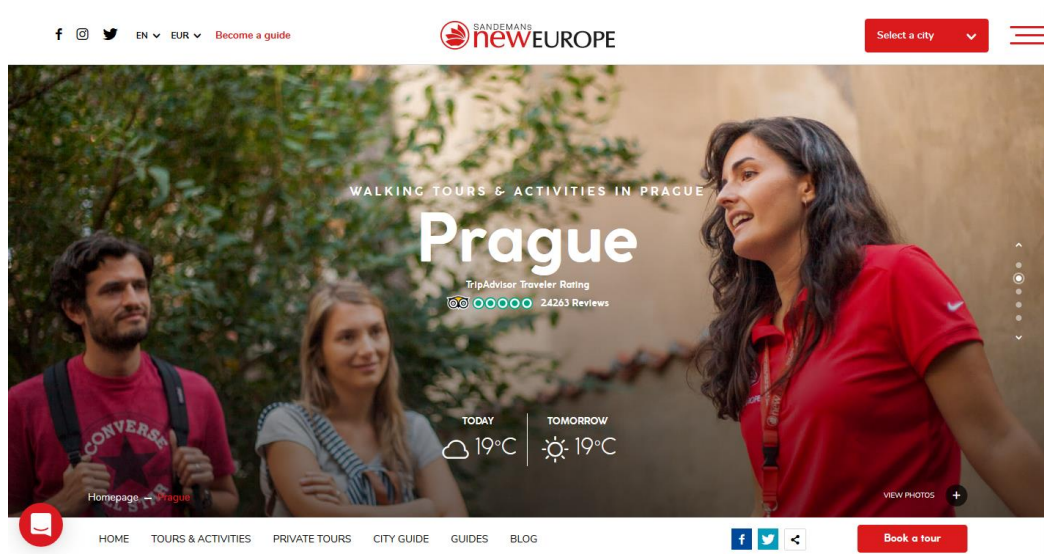 EN EUR Become a guide
SANDEMANs
newEUROPE
Select a city
WALKING TOURS & ACTIVITIES IN PRAGUE
Prague
TripAdvisor Traveler Rating
24263 Reviews
TODAY
19°C
TOMORROW
19°C
CONVERSE
ALL STAR
Homepage – Prague
VIEW PHOTOS +
HOME TOURS & ACTIVITIES PRIVATE TOURS CITY GUIDE GUIDES BLOG
Book a tour